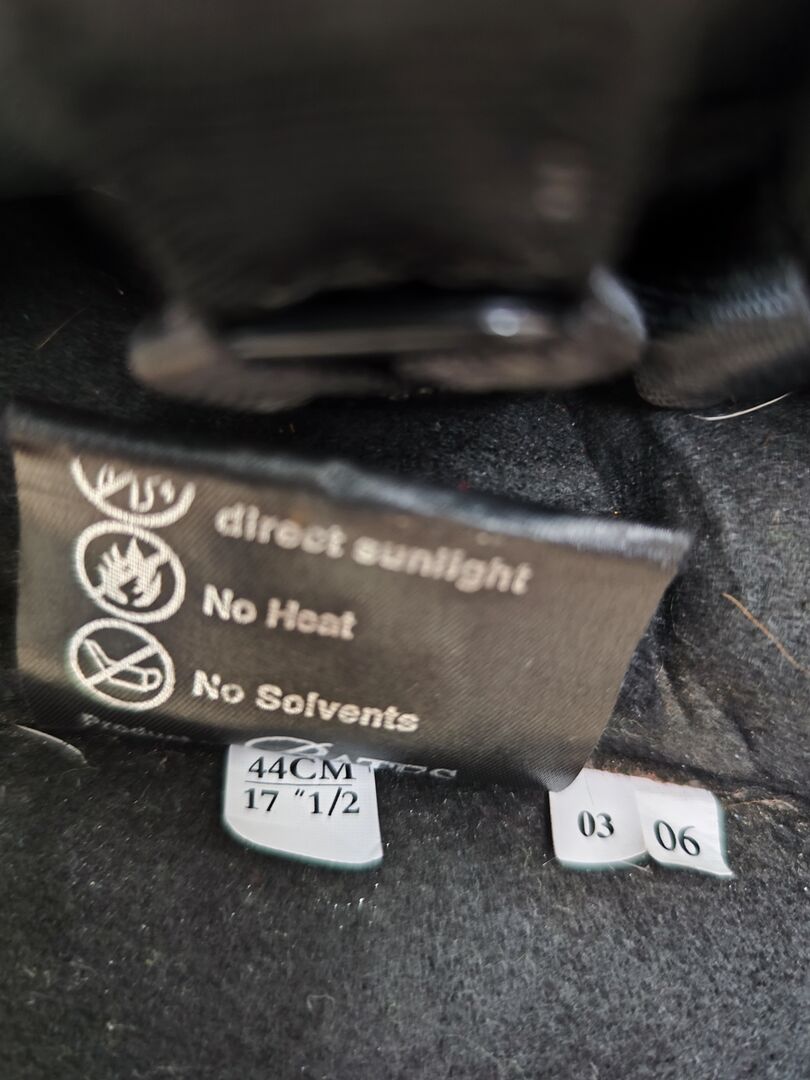 direct sunlight
No Heat
No Solvents
44CM
17 "1/2
03
06